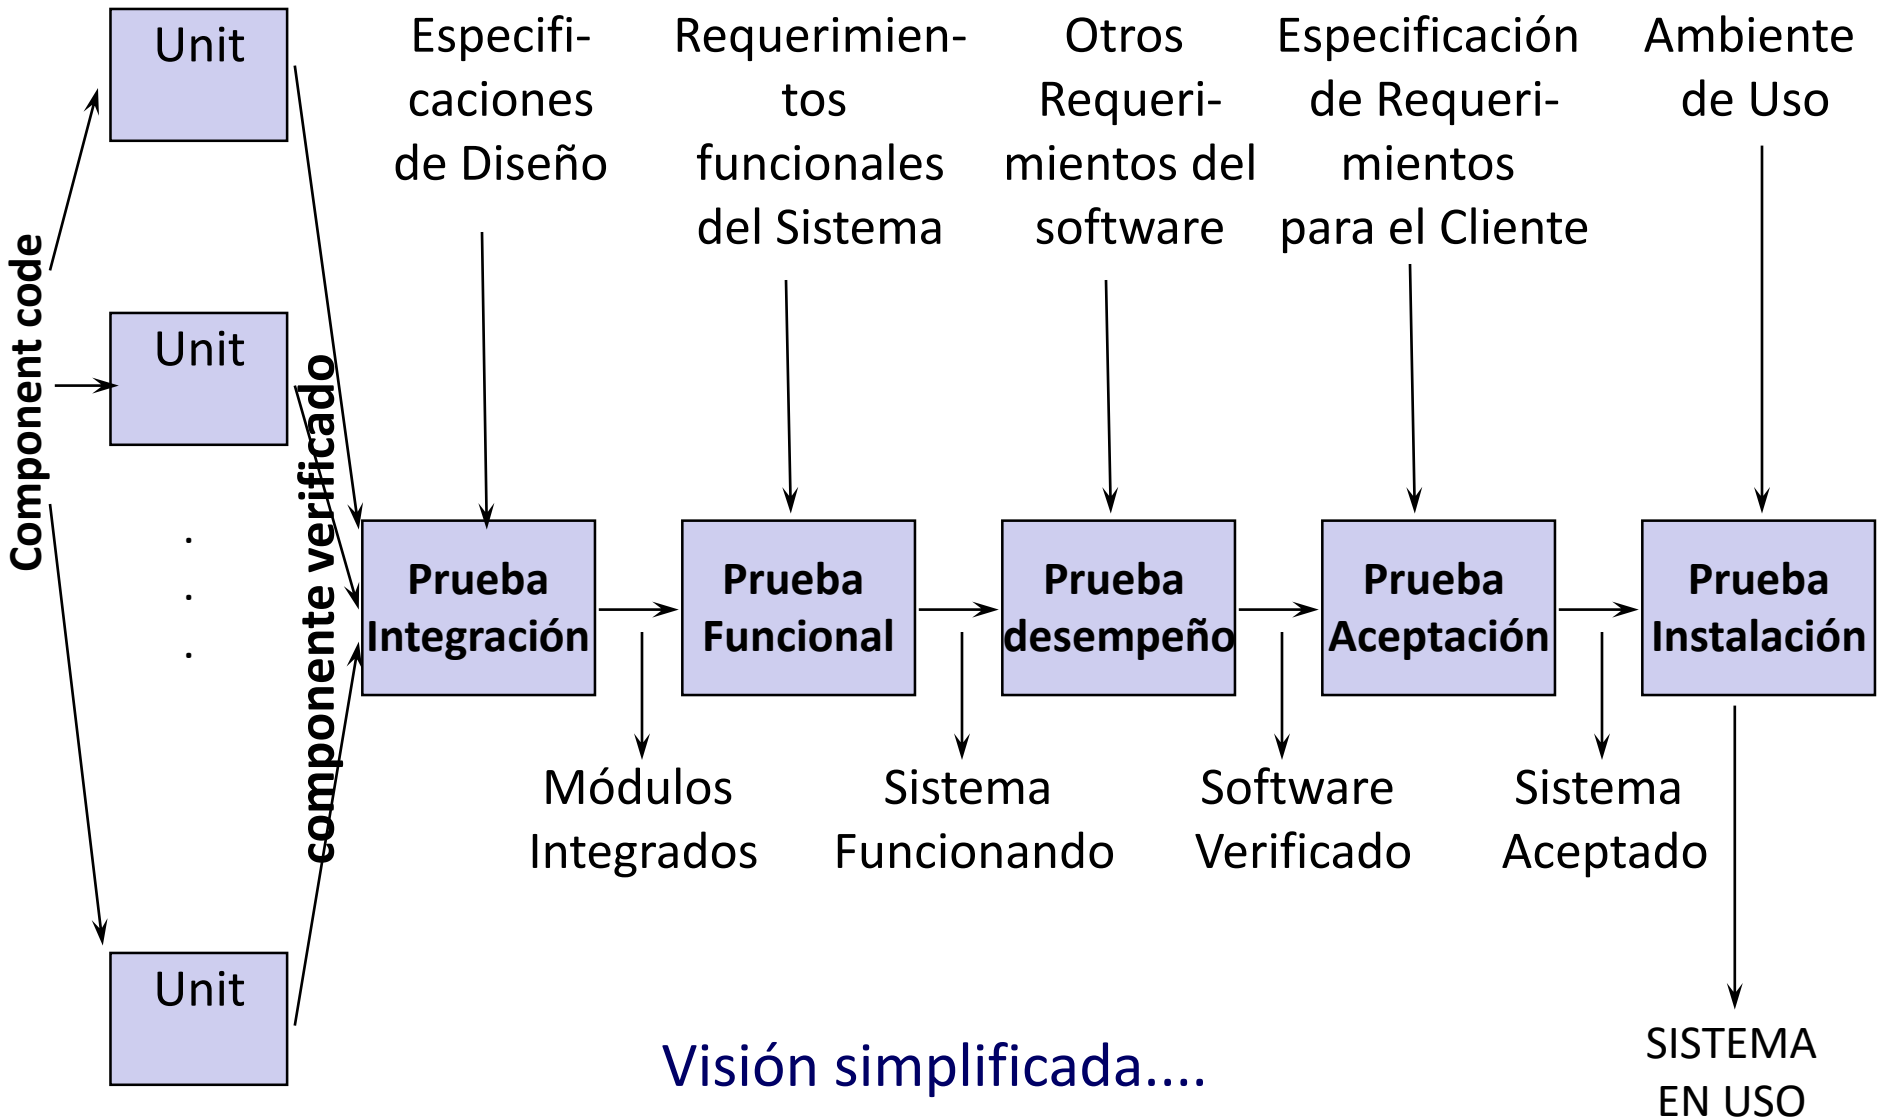 Unit
Especifi-
caciones
de Diseño
Requerimien-
tos
funcionales
del Sistema
Otros
Requeri-
mientos del
software
Especificación
de Requeri-
mientos
para el Cliente
Ambiente
de Uso
Component code
Unit
componente verificado
.
.
.
Prueba
Integración
Prueba
Funcional
Prueba
desempeño
Prueba
Aceptación
Prueba
Instalación
Módulos
Integrados
Sistema
Funcionando
Software
Verificado
Sistema
Aceptado
Unit
Visión simplificada....
SISTEMA
EN USO